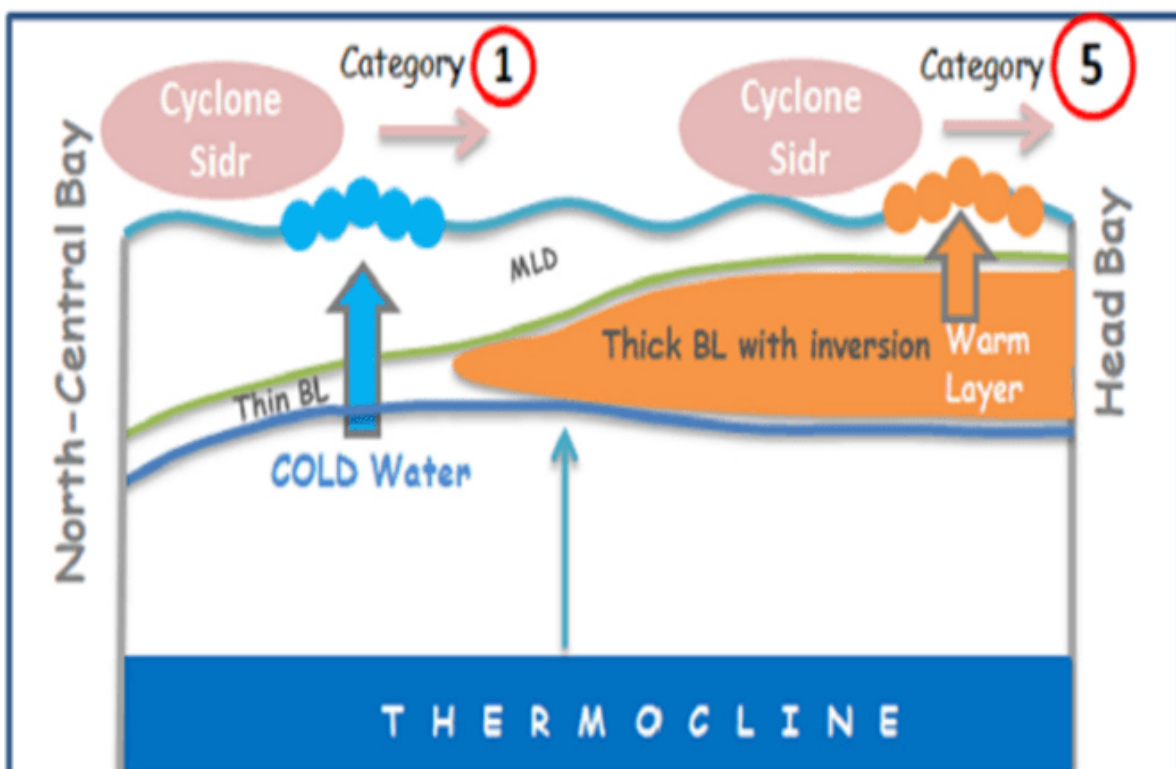 Category 1
Cyclone
Sidr
Category 5
Cyclone
Sidr
North-Central Bay
Head Bay
MLD
Thin BL
Thick BL with inversion
Warm
Layer
COLD Water
THERMOCLINE